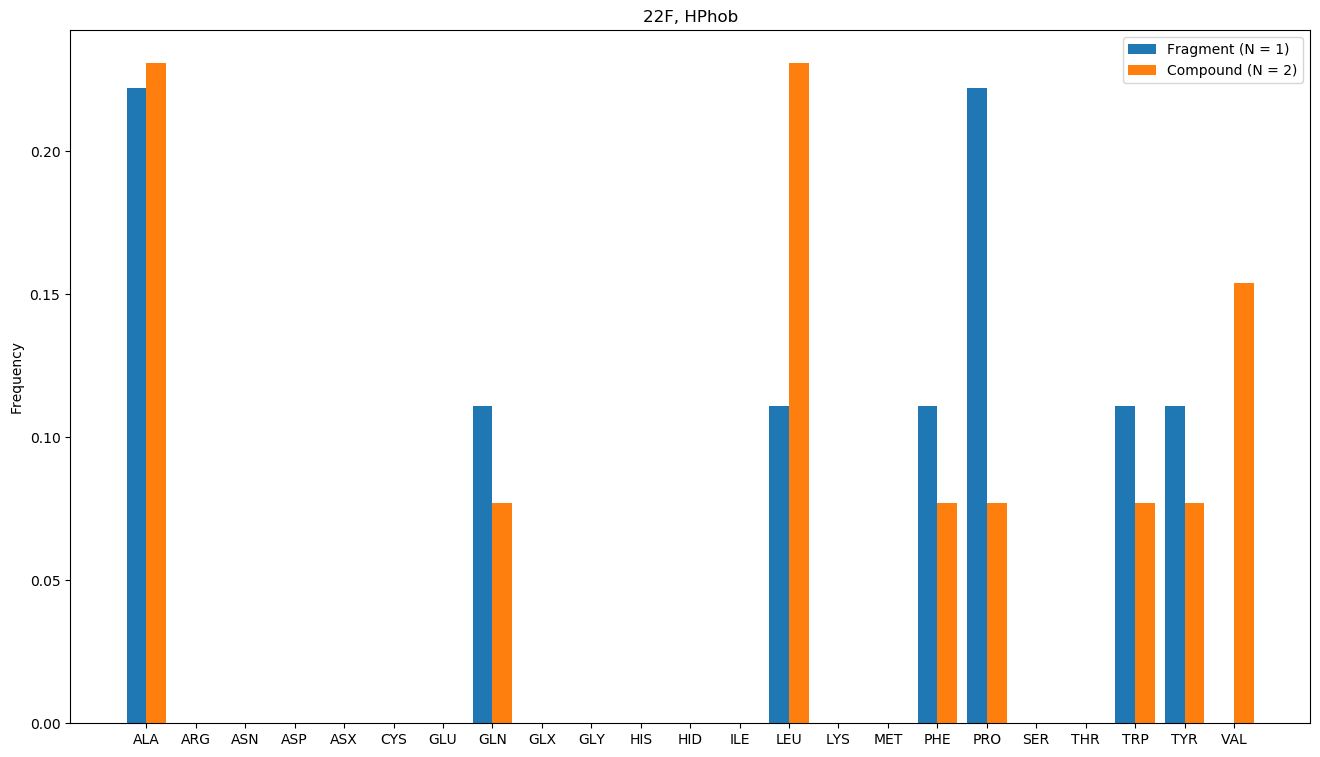 22F, HPhob
Fragment (N = 1)
Compound (N = 2)
Frequency
0.20
0.15
0.10
0.05
0.00
ALA ARG ASN ASP ASX CYS GLU GLN GLX GLY HIS HID ILE LEU LYS MET PHE PRO SER THR TRP TYR VAL